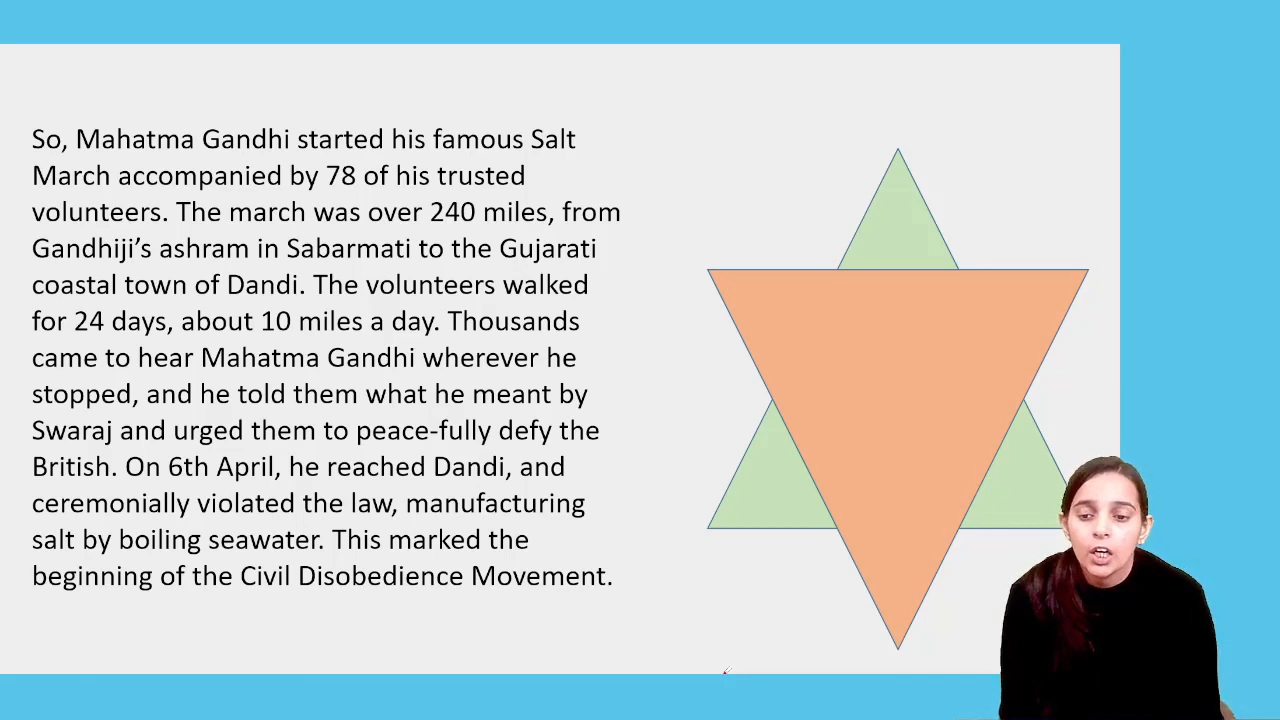 So, Mahatma Gandhi started his famous Salt
March accompanied by 78 of his trusted
volunteers. The march was over 240 miles, from
Gandhiji’s ashram in Sabarmati to the Gujarati
coastal town of Dandi. The volunteers walked
for 24 days, about 10 miles a day. Thousands
came to hear Mahatma Gandhi wherever he
stopped, and he told them what he meant by
Swaraj and urged them to peace-fully defy the
British. On 6th April, he reached Dandi, and
ceremonially violated the law, manufacturing
salt by boiling seawater. This marked the
beginning of the Civil Disobedience Movement.